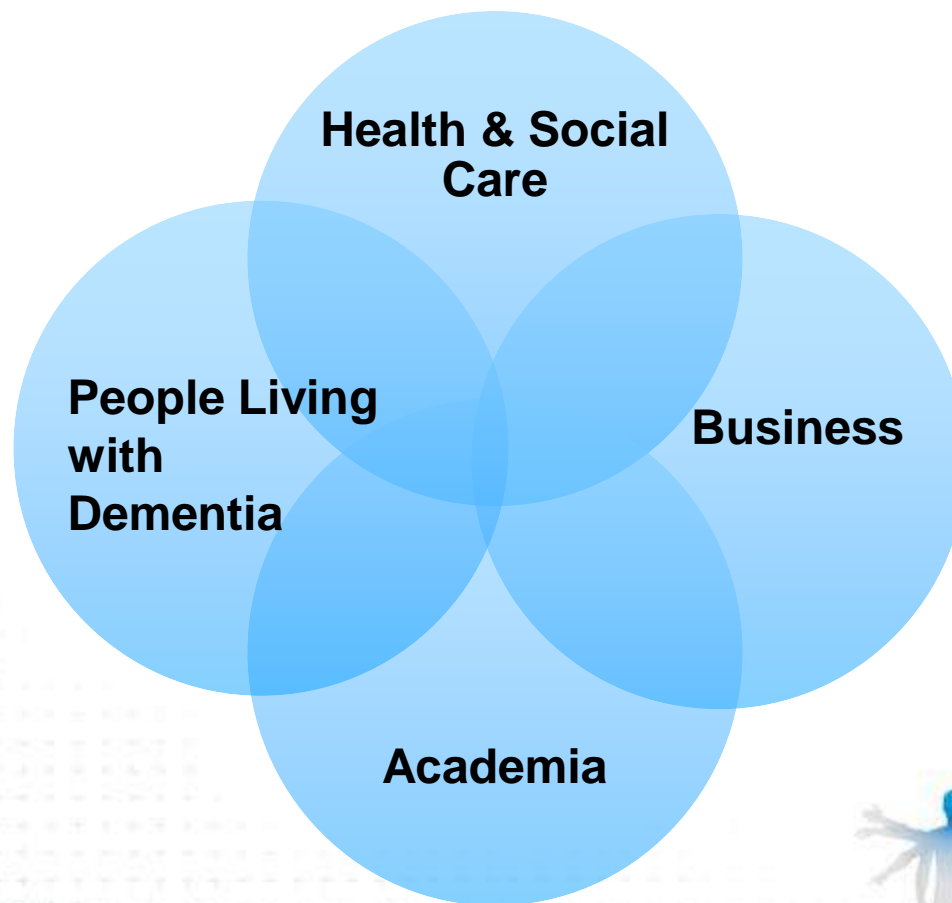 Health & Social
Care
People Living
with
Dementia
Business
Academia